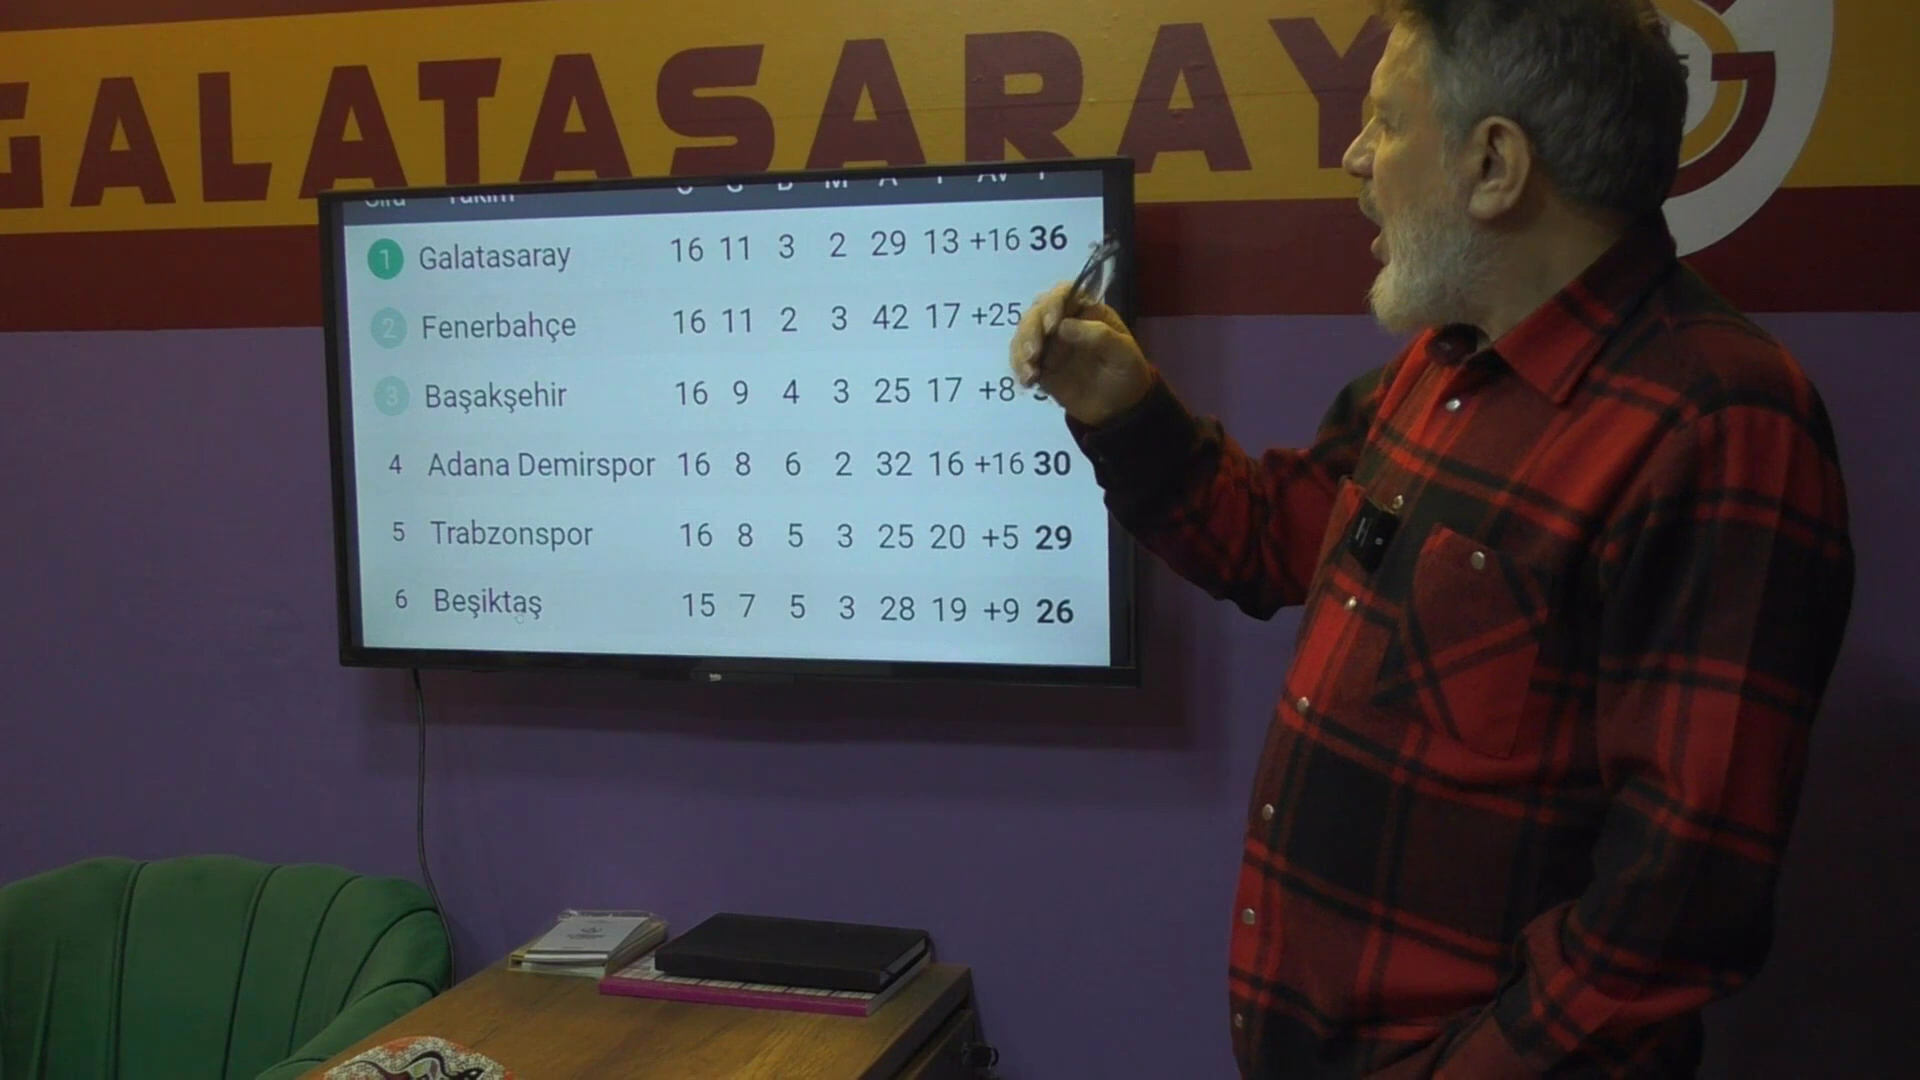 GALATASARAY
Sıra Takım O G B M A Y AV P
1 Galatasaray 16 11 3 2 29 13 +16 36
2 Fenerbahçe 16 11 2 3 42 17 +25
3 Başakşehir 16 9 4 3 25 17 +8
4 Adana Demirspor 16 8 6 2 32 16 +16 30
5 Trabzonspor 16 8 5 3 25 20 +5 29
6 Beşiktaş 15 7 5 3 28 19 +9 26